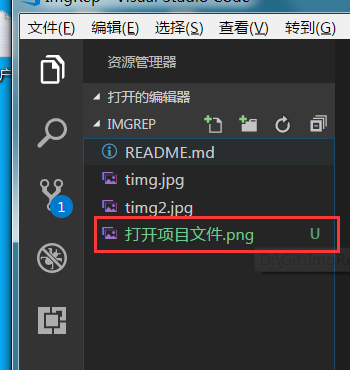 ImgRep - Visual Studio Code
文件(F) 编辑(E) 选择(S) 查看(V) 转到(G)
资源管理器
打开的编辑器
IMGREP
README.md
timg.jpg
timg2.jpg
1
打开项目文件.png U
户